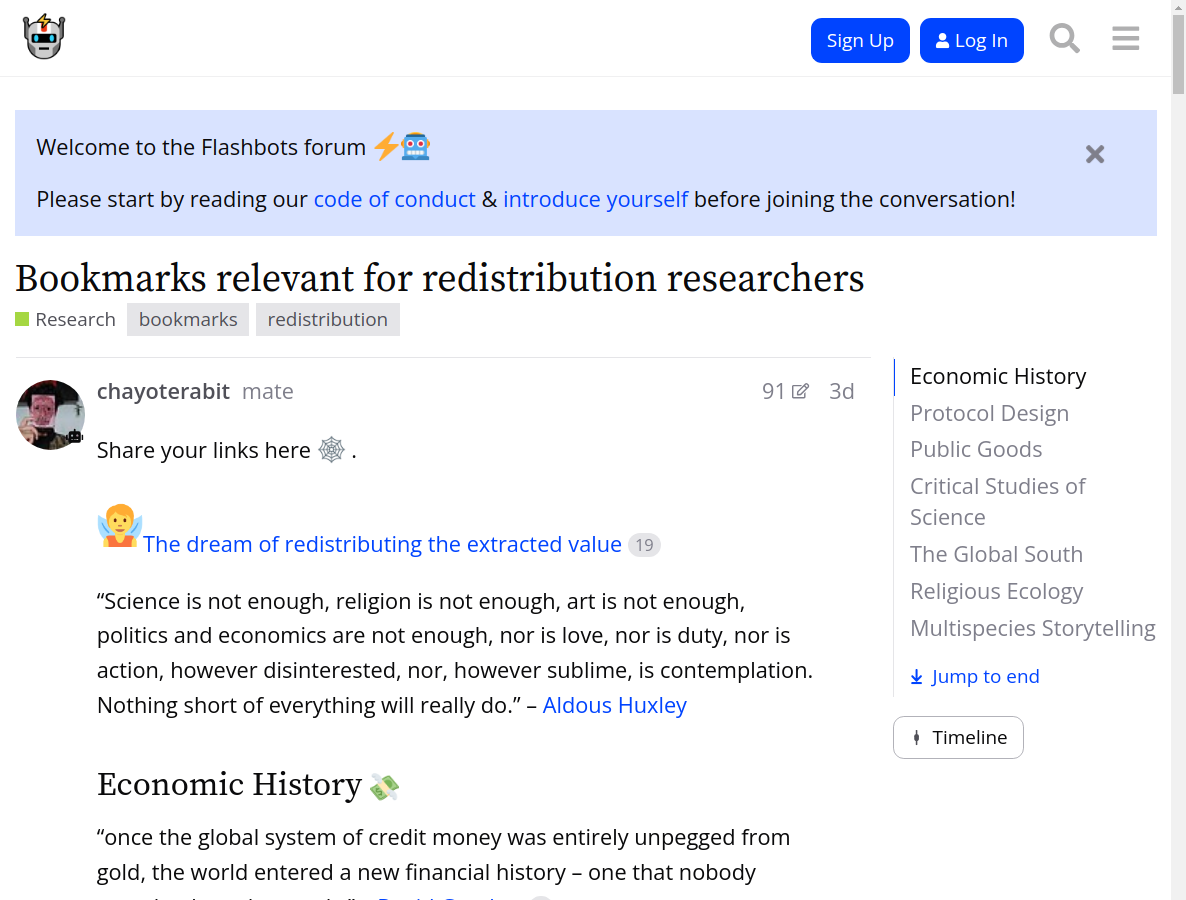 Sign Up
Log In
Welcome to the Flashbots forum
Please start by reading our code of conduct & introduce yourself before joining the conversation!
Bookmarks relevant for redistribution researchers
Research bookmarks redistribution
chayoterabit mate 91 3d
Share your links here .
The dream of redistributing the extracted value 19
“Science is not enough, religion is not enough, art is not enough,
politics and economics are not enough, nor is love, nor is duty, nor is
action, however disinterested, nor, however sublime, is contemplation.
Nothing short of everything will really do.” – Aldous Huxley
Economic History
“once the global system of credit money was entirely unpegged from
gold, the world entered a new financial history – one that nobody
Economic History
Protocol Design
Public Goods
Critical Studies of
Science
The Global South
Religious Ecology
Multispecies Storytelling
Jump to end
Timeline